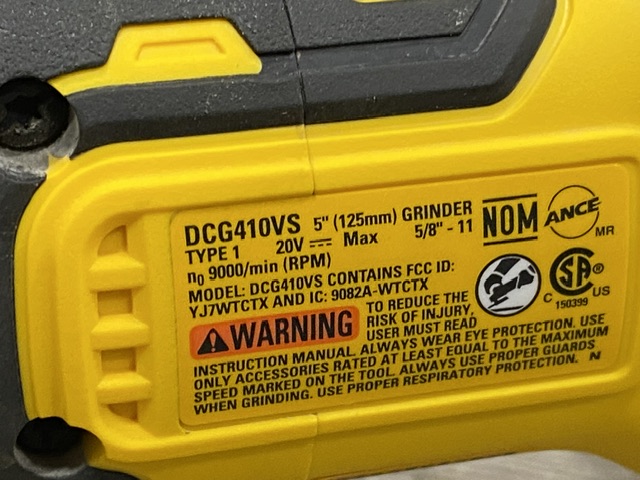 DCG410VS 5" (125mm) GRINDER
TYPE 1 20V ⎓ Max 5/8" - 11
n0 9000/min (RPM)
MODEL: DCG410VS CONTAINS FCC ID:
YJ7WTCTX AND IC: 9082A-WTCTX
NOM
ANCE
MR
C SA ® US
150399
WARNING TO REDUCE THE
RISK OF INJURY,
USER MUST READ
INSTRUCTION MANUAL. ALWAYS WEAR EYE PROTECTION. USE
ONLY ACCESSORIES RATED AT LEAST EQUAL TO THE MAXIMUM
SPEED MARKED ON THE TOOL. ALWAYS USE PROPER GUARDS
WHEN GRINDING. USE PROPER RESPIRATORY PROTECTION. N